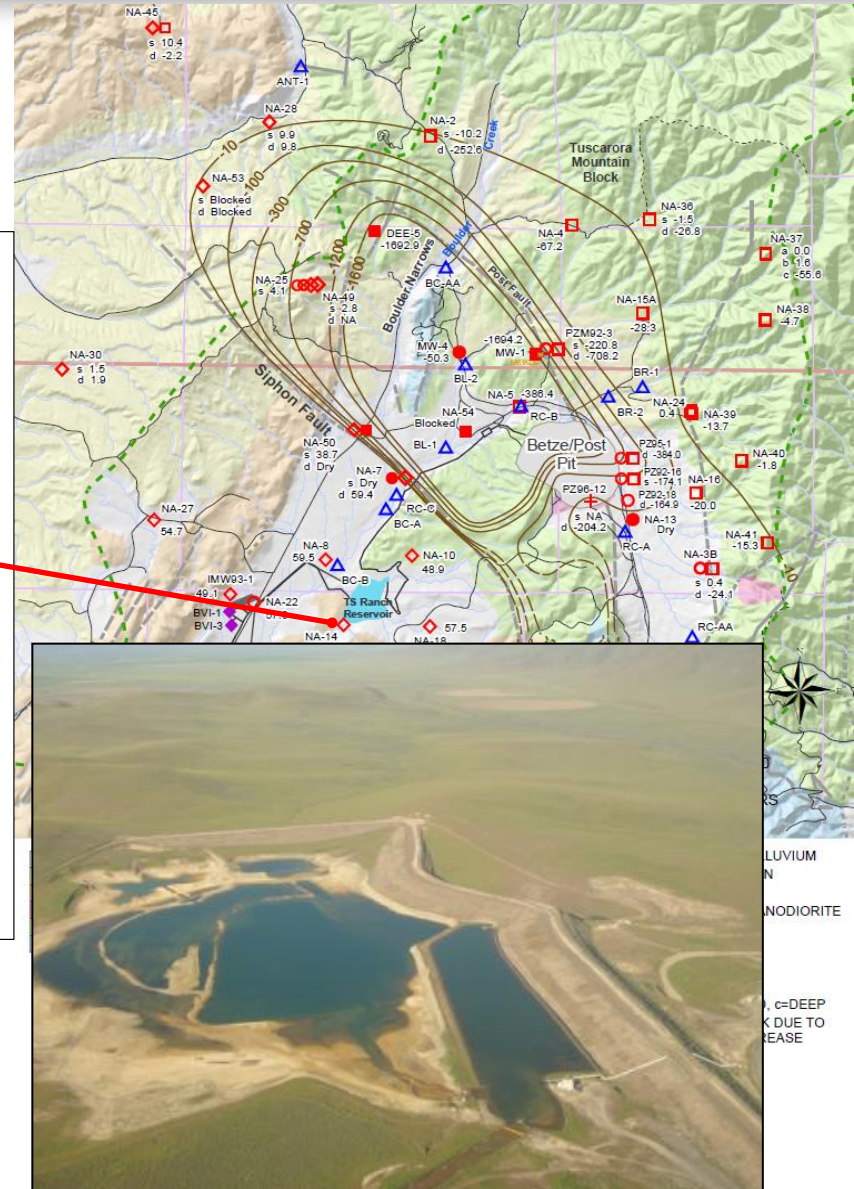 NA-45
s 10.4
d -2.2
ANT-1
NA-28
s 9.9
d 9.8
NA-2
s -10.2
d -252.6
Creek
Boulder
Tuscarora
Mountain
Block
NA-53
s Blocked
d Blocked
-10
-100
-300
-700
-1200
-1600
DEE-5
-1692.9
NA-4
-67.2
NA-36
s -1.5
d -26.8
NA-37
s 0.0
b 1.6
c -55.6
NA-25
s 4.1
NA-49
s 2.8
d NA
Boulder Narrows
BC-AA
Post Fault
NA-15A
-28.3
NA-38
-4.7
NA-30
s 1.5
d 1.9
MW-4
-50.3
BL-2
-1694.2
MW-1
PZM92-3
s -220.8
d -708.2
BR-1
BR-2
Siphon Fault
NA-5
-386.4
RC-B
NA-24
0.4
NA-39
-13.7
NA-54
Blocked
BL-1
NA-50
s 38.7
d Dry
Betze/Post
Pit
PZ95-1
d -384.0
PZ92-16
s -174.1
PZ92-18
d -164.9
NA-40
-1.8
NA-7
s Dry
d 59.4
RC-C
BC-A
PZ96-12
s NA
d -204.2
NA-16
-20.0
NA-27
54.7
NA-13
Dry
RC-A
NA-41
-15.3
NA-8
59.5
BC-B
NA-10
48.9
NA-3B
s 0.4
d -24.1
-10
IMW93-1
49.1
BVI-1
BVI-3
NA-22
TS Ranch
Reservoir
NA-14
57.5
NA-18
RC-AA
RS
LUVIUM
N
NODIORITE
, c=DEEP
K DUE TO
REASE